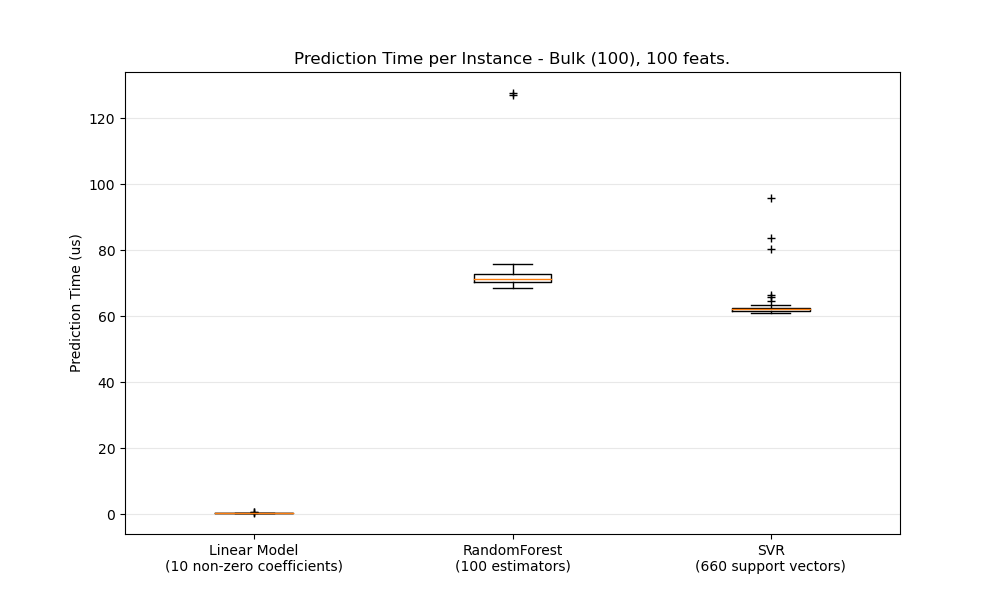 Prediction Time per Instance - Bulk (100), 100 feats.
120
100
80
60
40
20
0
Prediction Time (us)
Linear Model
(10 non-zero coefficients)
RandomForest
(100 estimators)
SVR
(660 support vectors)